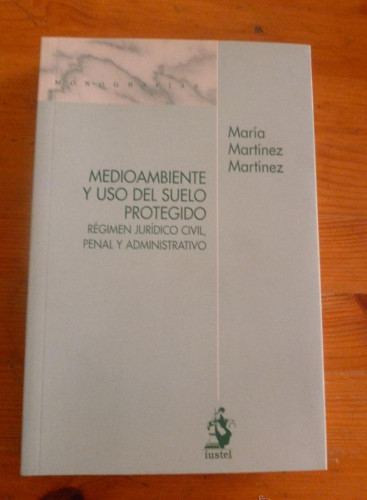 MONOGRAFÍAS
María
Martínez
Martínez
MEDIOAMBIENTE
Y USO DEL SUELO
PROTEGIDO
RÉGIMEN JURÍDICO CIVIL,
PENAL Y ADMINISTRATIVO
iustel